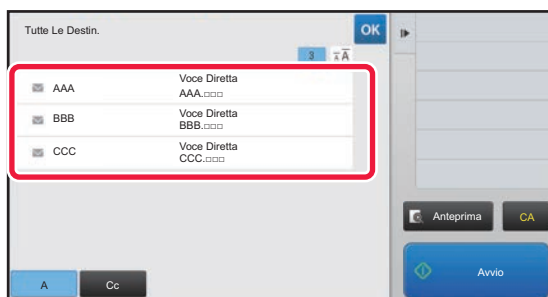 Tutte Le Destin.
OK
3
AAA
Voce Diretta
AAA.□□□
BBB
Voce Diretta
BBB.□□□
CCC
Voce Diretta
CCC.□□□
Anteprima
CA
Avvio
A
Cc